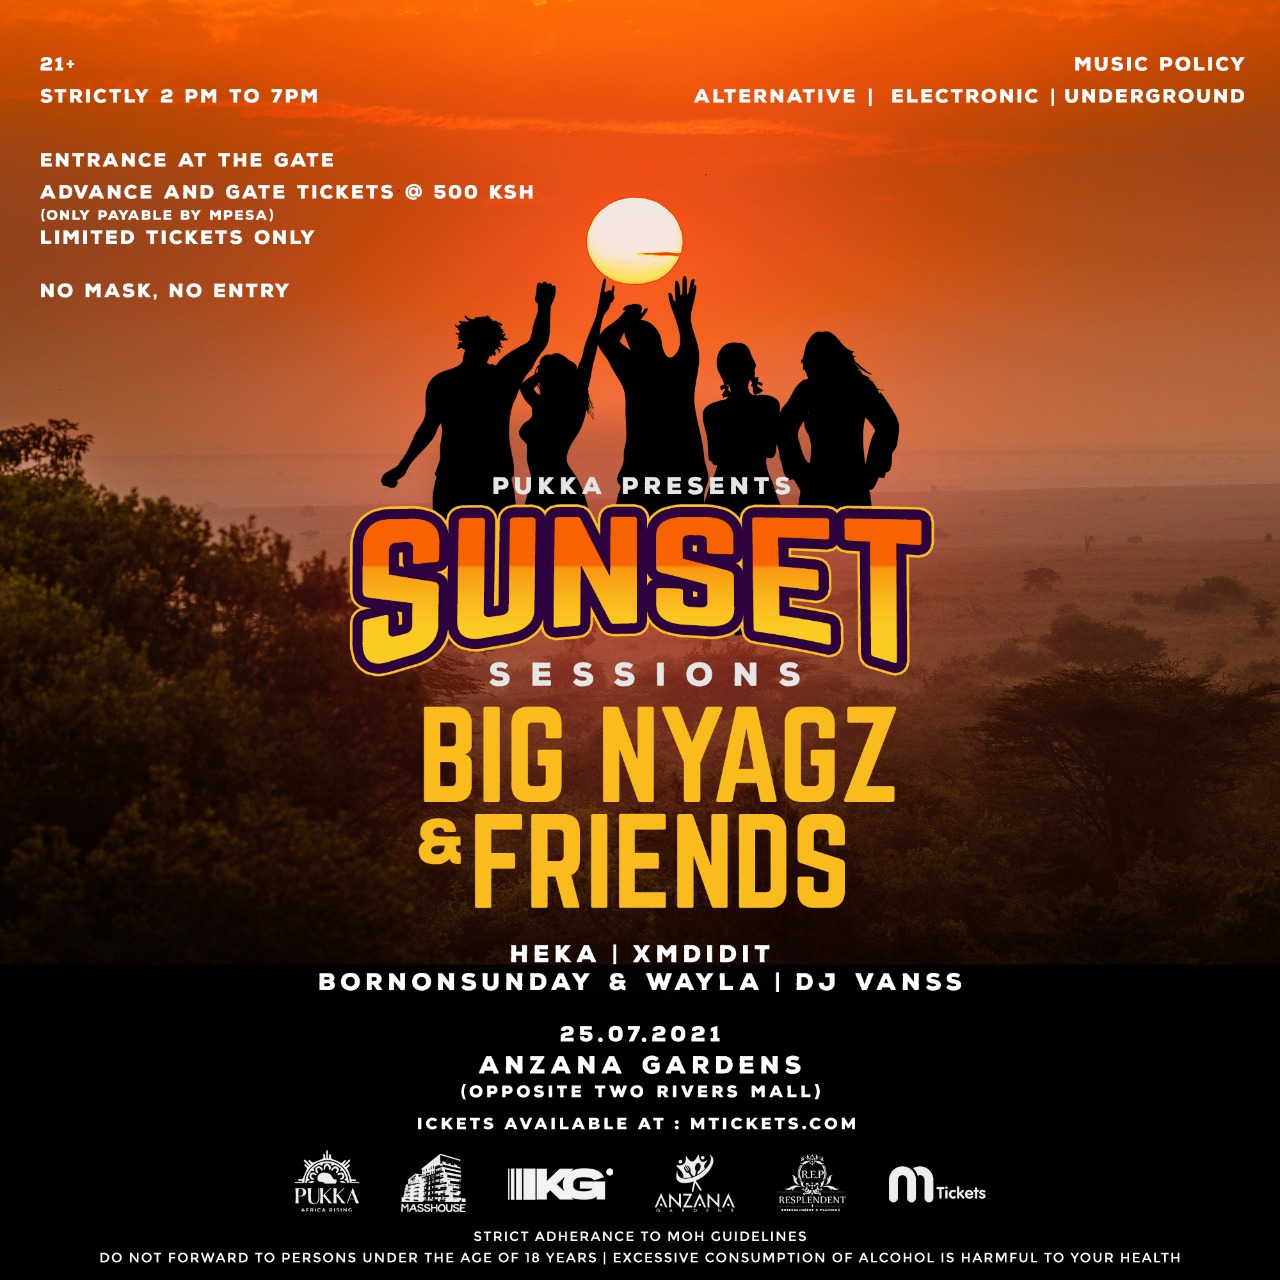 21+
STRICTLY 2 PM TO 7PM
ENTRANCE AT THE GATE
ADVANCE AND GATE TICKETS @ 500 KSH
(ONLY PAYABLE BY MPESA)
LIMITED TICKETS ONLY
NO MASK, NO ENTRY
MUSIC POLICY
ALTERNATIVE | ELECTRONIC | UNDERGROUND
PUKKA PRESENTS
SUNSET
SESSIONS
BIG NYAGZ
& FRIENDS
HEKA | XMDIDIT
BORNONSUNDAY & WAYLA | DJ VANSS
25.07.2021
ANZANA GARDENS
(OPPOSITE TWO RIVERS MALL)
ICKETS AVAILABLE AT : MTICKETS.COM
PUKKA
AFRICA RISING
MASSHOUSE
KG
ANZANA
GARDENS
R.E.P
RESPLENDENT
mTickets
STRICT ADHERANCE TO MOH GUIDELINES
DO NOT FORWARD TO PERSONS UNDER THE AGE OF 18 YEARS | EXCESSIVE CONSUMPTION OF ALCOHOL IS HARMFUL TO YOUR HEALTH